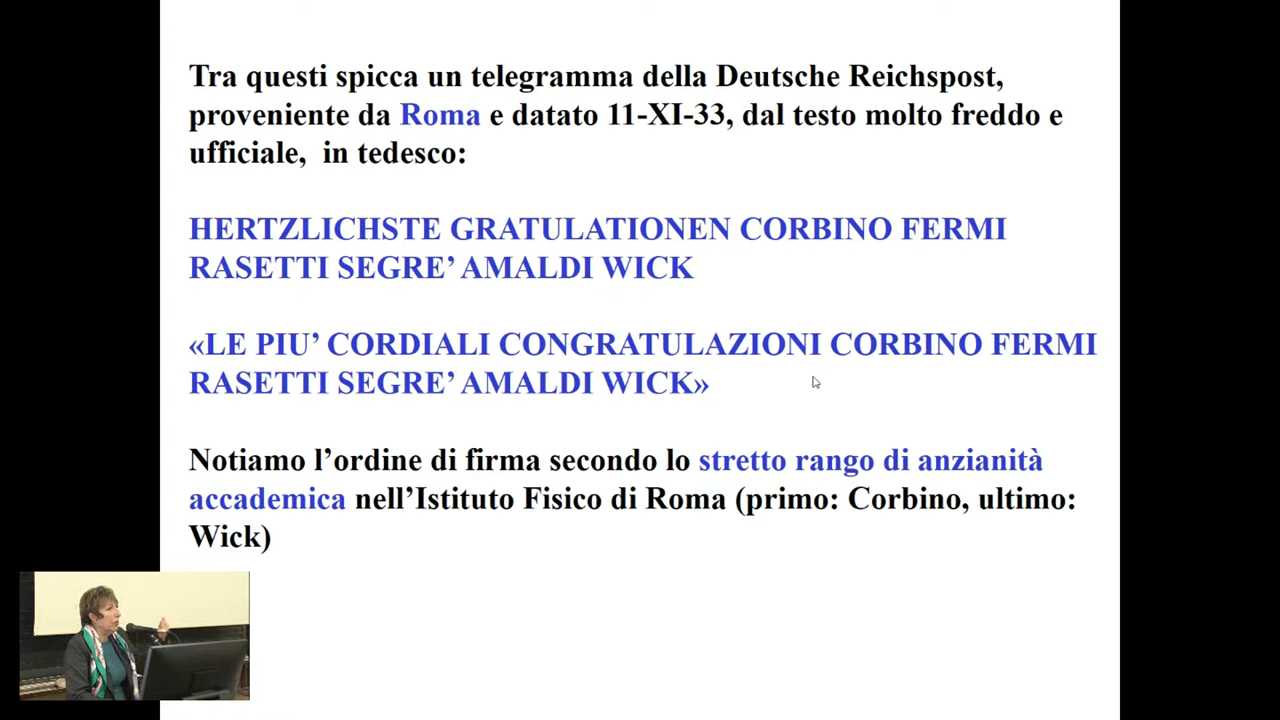 Tra questi spicca un telegramma della Deutsche Reichspost,
proveniente da Roma e datato 11-XI-33, dal testo molto freddo e
ufficiale,  in tedesco:
HERTZLICHSTE GRATULATIONEN CORBINO FERMI
RASETTI SEGRE’ AMALDI WICK
«LE PIU’ CORDIALI CONGRATULAZIONI CORBINO FERMI
RASETTI SEGRE’ AMALDI WICK»
Notiamo l’ordine di firma secondo lo stretto rango di anzianità
accademica nell’Istituto Fisico di Roma (primo: Corbino, ultimo:
Wick)